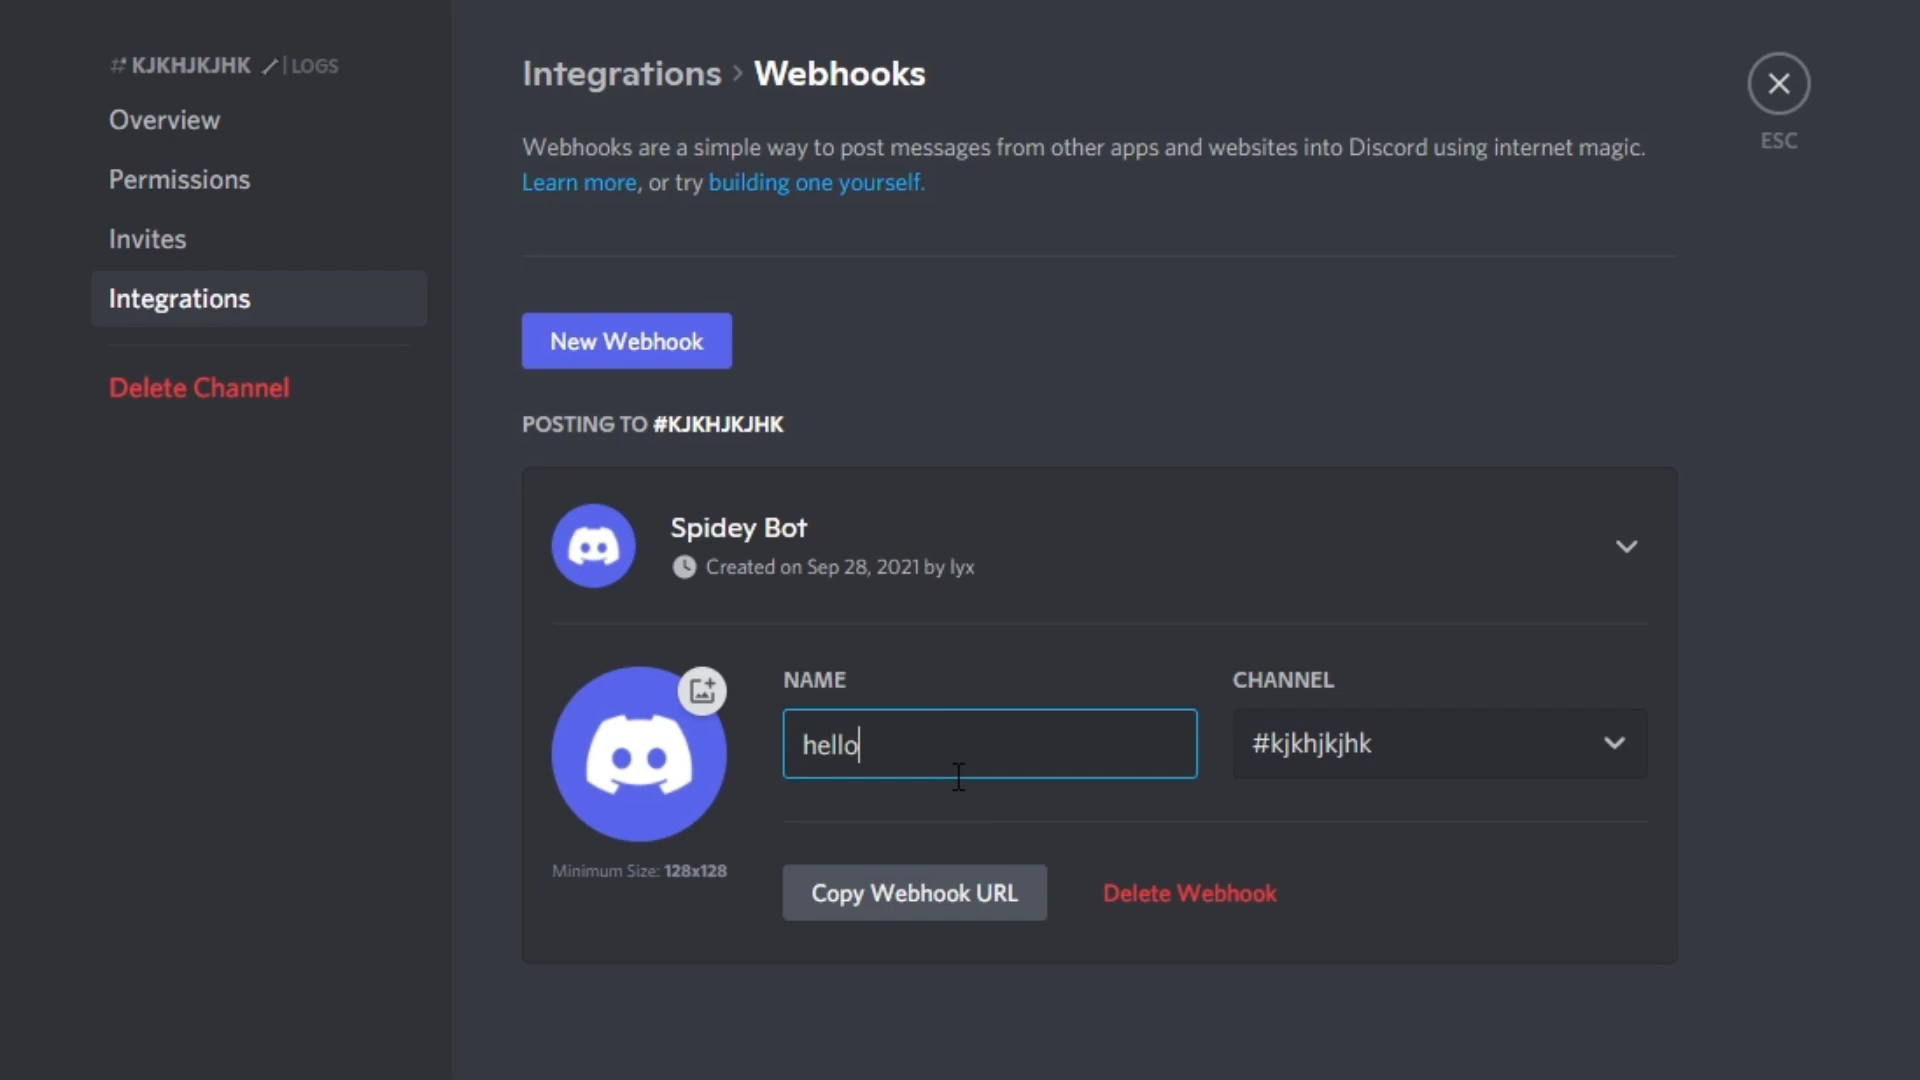 # KJKHJKJHK | LOGS
Overview
Permissions
Invites
Integrations
Delete Channel
Integrations > Webhooks
ESC
Webhooks are a simple way to post messages from other apps and websites into Discord using internet magic.
Learn more, or try building one yourself.
New Webhook
POSTING TO #KJKHJKJHK
Spidey Bot
Created on Sep 28, 2021 by lyx
NAME
CHANNEL
hello
#kjkhjkjhk
Minimum Size: 128x128
Copy Webhook URL
Delete Webhook